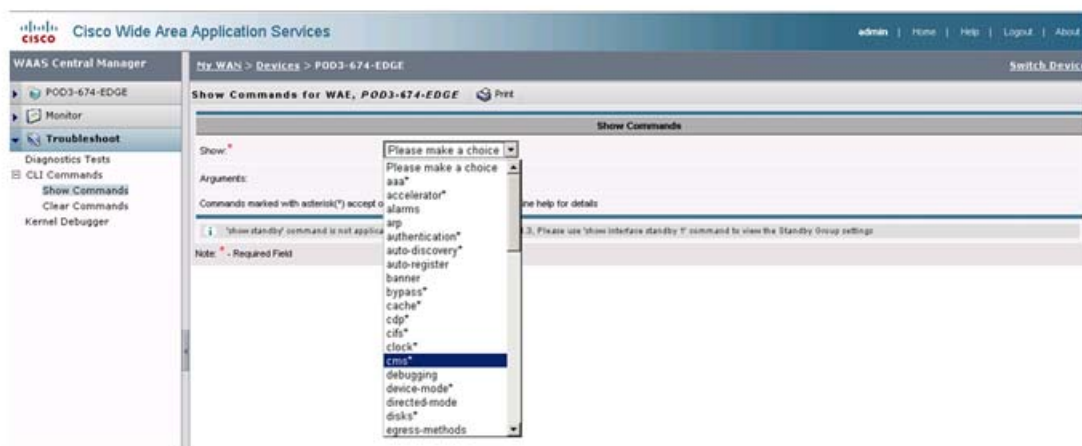 CISCO
Cisco Wide Area Application Services
admin | Home | Help | Logout | About
WAAS Central Manager
My WAN > Devices > POD3-674-EDGE
Switch Device
POD3-674-EDGE
Show Commands for WAE, POD3-674-EDGE Print
Monitor
Show Commands
Troubleshoot
Show:*
Please make a choice
Diagnostics Tests
CLI Commands
Show Commands
Clear Commands
Kernel Debugger
Arguments:
Commands marked with asterisk(*) accept o
ine help for details
i 'show standby' command is not applica
.3, Please use 'show interface standby 1' command to view the Standby Group settings
Note: * - Required Field
Please make a choice
aaa*
accelerator*
alarms
arp
authentication*
auto-discovery*
auto-register
banner
bypass*
cache*
cdp*
cifs*
clock*
cms*
debugging
device-mode*
directed-mode
disks*
egress-methods